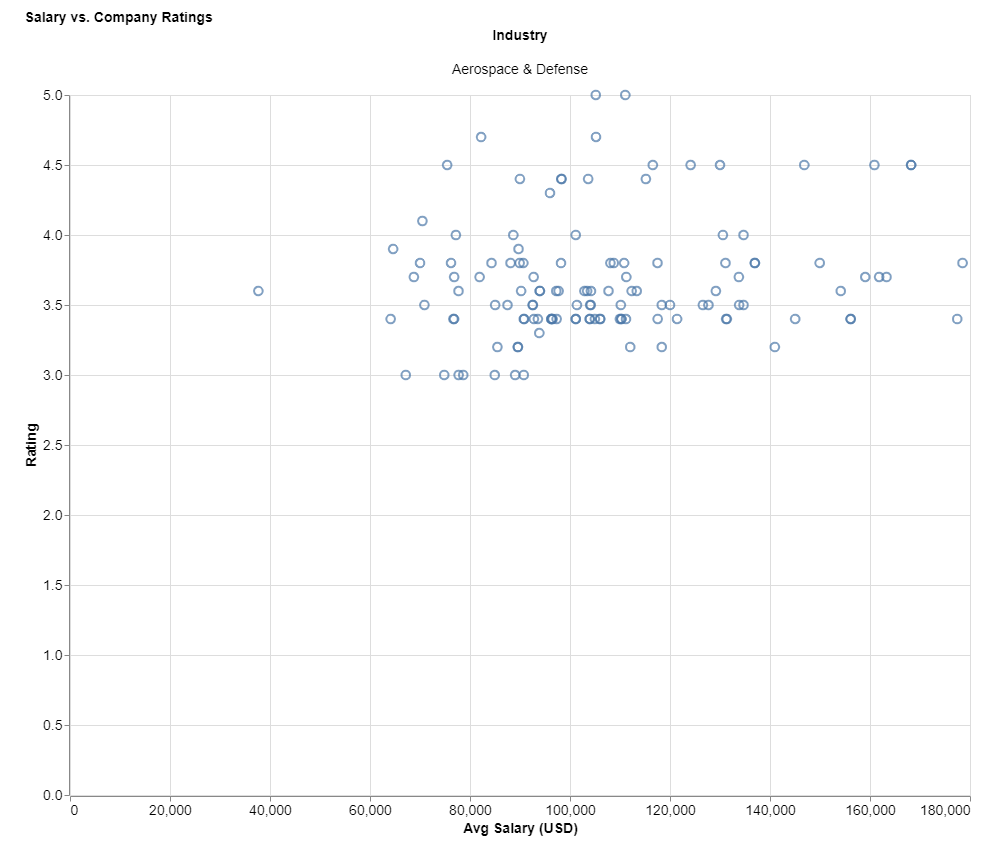 Salary vs. Company Ratings
Industry
Aerospace & Defense
5.0
4.5
4.0
3.5
3.0
2.5
2.0
1.5
1.0
0.5
0.0
Rating
0 20,000 40,000 60,000 80,000 100,000 120,000 140,000 160,000 180,000
Avg Salary (USD)